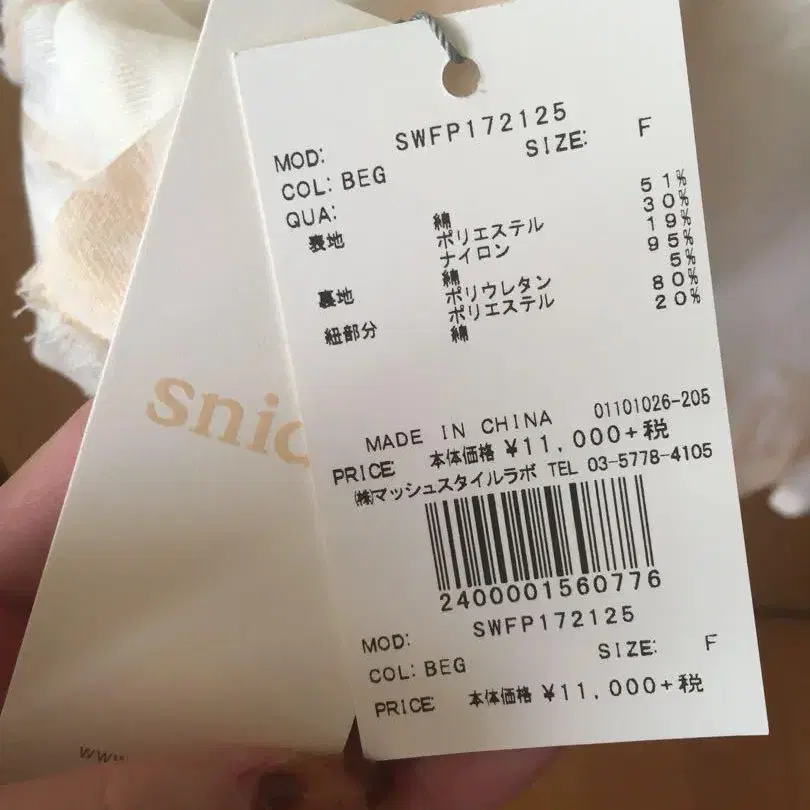 MOD: SWFP172125
COL: BEG SIZE: F
QUA:
表地 綿 51%
ポリエステル 30%
ナイロン 19%
裏地 綿 95%
ポリウレタン 5%
紐部分 ポリエステル 80%
綿 20%
MADE IN CHINA 01101026-205
PRICE 本体価格 ¥11,000+税
㈱マッシュスタイルラボ TEL 03-5778-4105
2400001560776
MOD: SWFP172125
COL: BEG SIZE: F
PRICE 本体価格 ¥11,000+税
snid
www